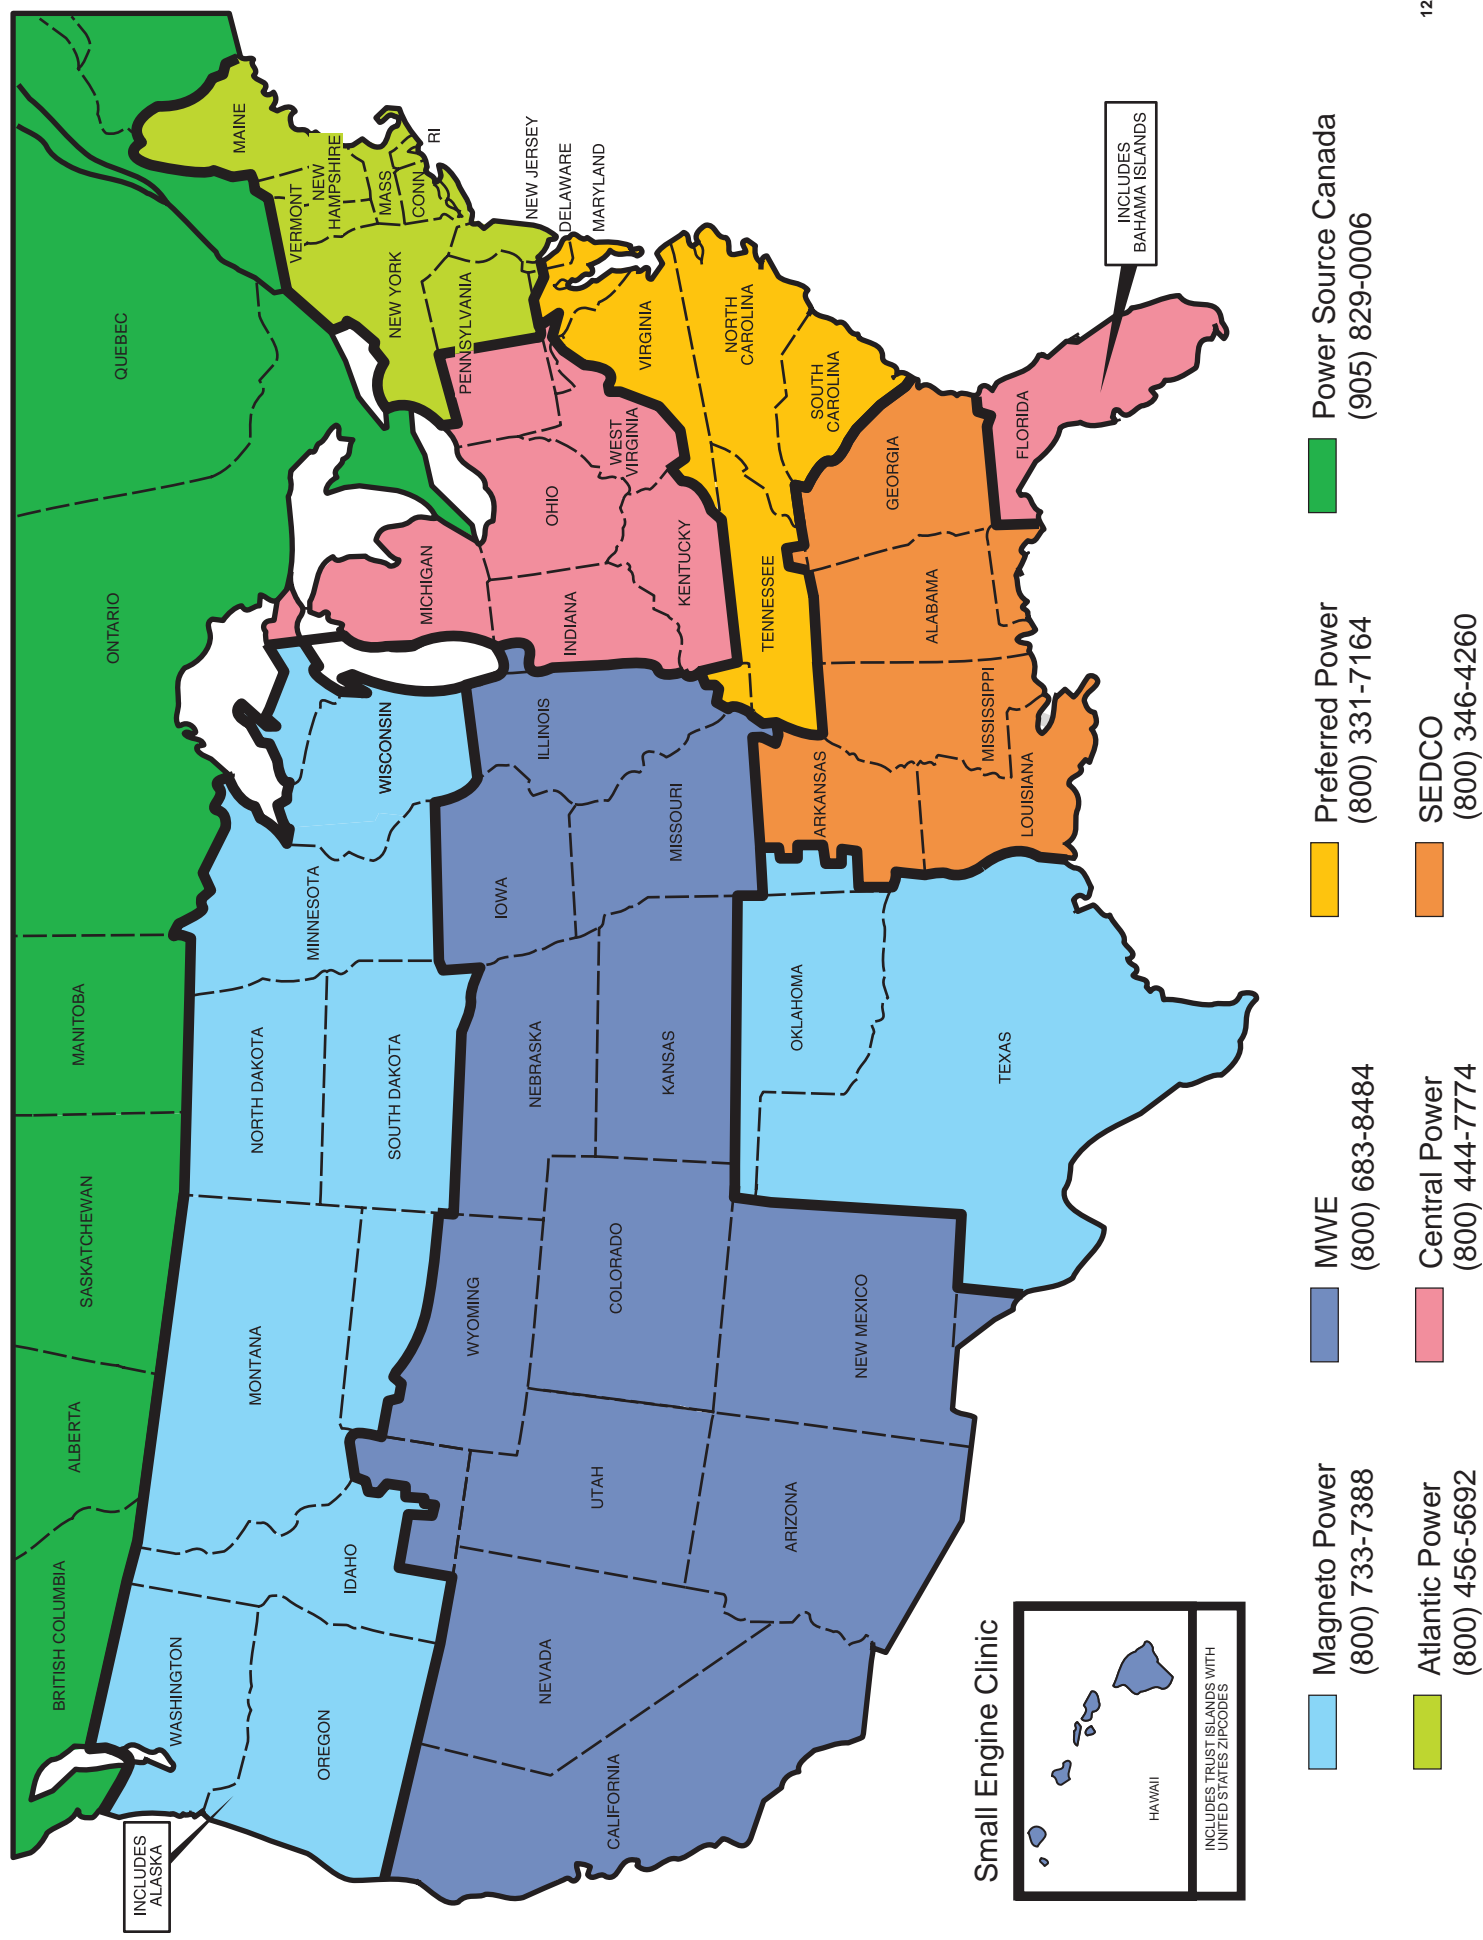 BRITISH COLUMBIA
ALBERTA
SASKATCHEWAN
MANITOBA
ONTARIO
QUEBEC
INCLUDES
ALASKA
WASHINGTON
OREGON
IDAHO
MONTANA
NORTH DAKOTA
SOUTH DAKOTA
MINNESOTA
WISCONSIN
MICHIGAN
MAINE
VERMONT
NEW
HAMPSHIRE
MASS
CONN
RI
NEW YORK
PENNSYLVANIA
NEW JERSEY
DELAWARE
MARYLAND
CALIFORNIA
NEVADA
UTAH
ARIZONA
WYOMING
COLORADO
NEW MEXICO
NEBRASKA
KANSAS
IOWA
MISSOURI
ILLINOIS
INDIANA
OHIO
WEST
VIRGINIA
KENTUCKY
VIRGINIA
NORTH
CAROLINA
SOUTH
CAROLINA
TENNESSEE
OKLAHOMA
TEXAS
ARKANSAS
LOUISIANA
MISSISSIPPI
ALABAMA
GEORGIA
FLORIDA
INCLUDES
BAHAMA ISLANDS
Small Engine Clinic
HAWAII
INCLUDES TRUST ISLANDS WITH
UNITED STATES ZIPCODES
Magneto Power
(800) 733-7388
MWE
(800) 683-8484
Preferred Power
(800) 331-7164
Power Source Canada
(905) 829-0006
Atlantic Power
(800) 456-5692
Central Power
(800) 444-7774
SEDCO
(800) 346-4260
12